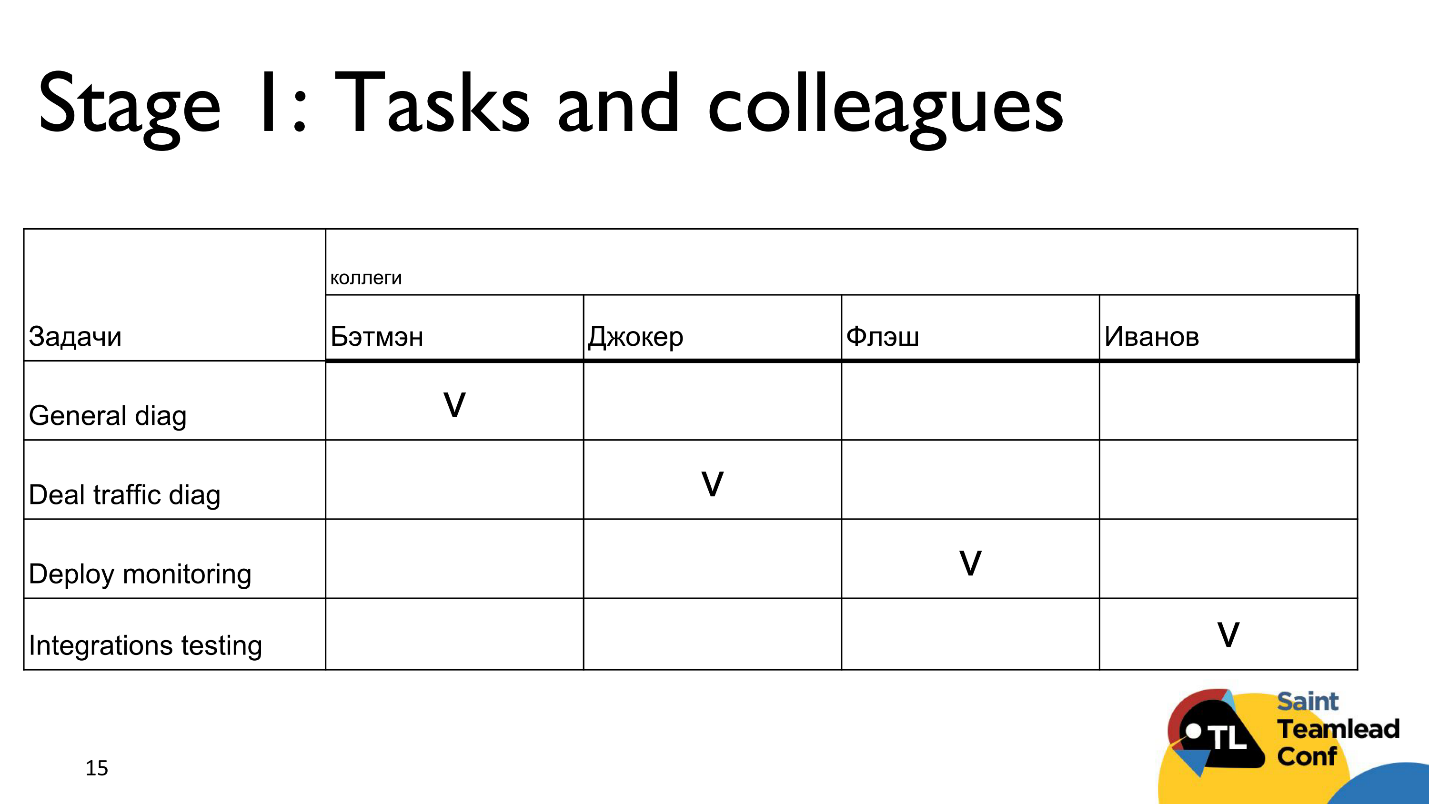 Stage 1: Tasks and colleagues
коллеги
Задачи Бэтмэн Джокер Флэш Иванов
General diag V
Deal traffic diag V
Deploy monitoring V
Integrations testing V
TL
Saint
Teamlead
Conf
15